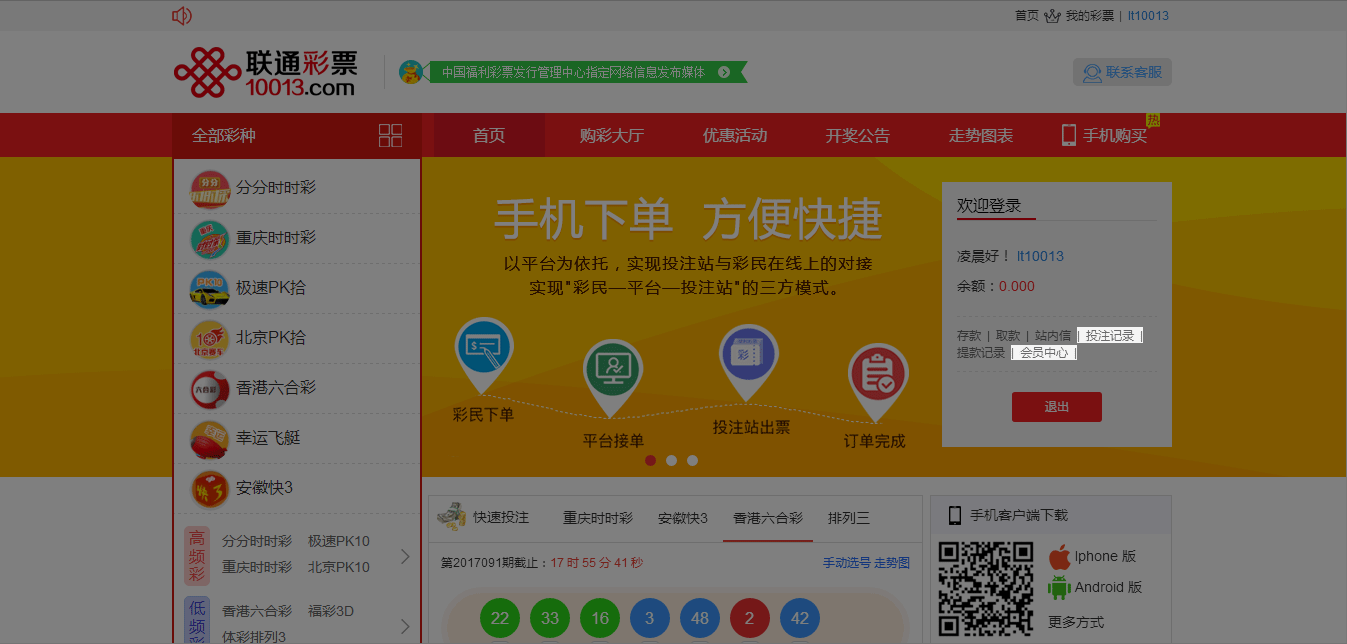 首页 我的彩票 | lt10013
联通彩票
10013.com
中国福利彩票发行管理中心指定网络信息发布媒体
联系客服
全部彩种
首页
购彩大厅
优惠活动
开奖公告
走势图表
手机购买
热
分分时时彩
重庆时时彩
极速PK拾
北京PK拾
香港六合彩
幸运飞艇
安徽快3
高频彩
分分时时彩 极速PK10
重庆时时彩 北京PK10
低频彩
香港六合彩 福彩3D
体彩排列3
手机下单 方便快捷
以平台为依托，实现投注站与彩民在线上的对接
实现"彩民—平台—投注站"的三方模式。
彩民下单
平台接单
彩
投注站出票
订单完成
欢迎登录
凌晨好！ lt10013
余额：0.000
存款 | 取款 | 站内信 | 投注记录 |
提款记录 | 会员中心 |
退出
快速投注
重庆时时彩
安徽快3
香港六合彩
排列三
第2017091期截止：17 时 55 分 41 秒
手动选号 走势图
22 33 16 3 48 2 42
手机客户端下载
Iphone 版
Android 版
更多方式